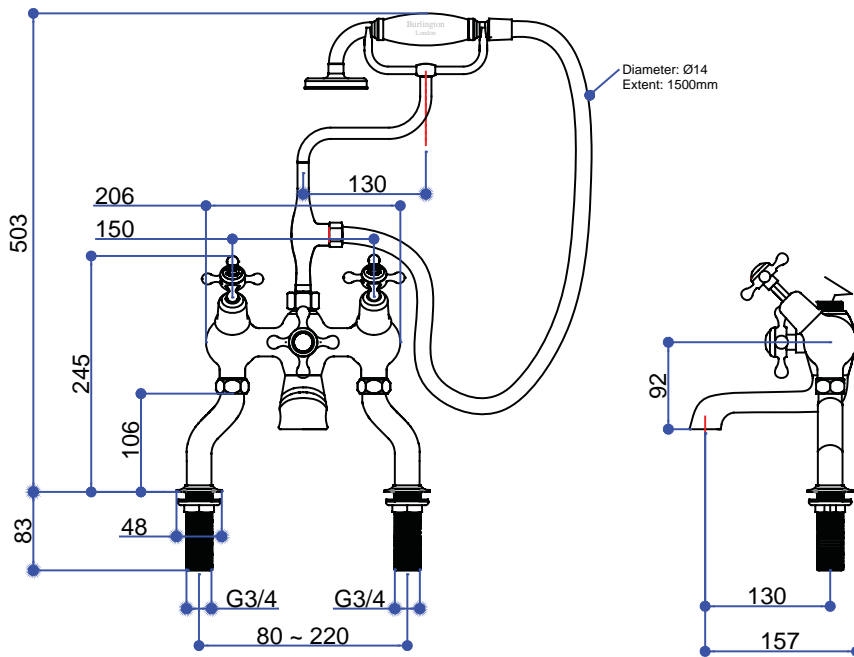 Burlington
London
Diameter: Ø14
Extent: 1500mm
130
206
503
150
245
92
106
83
48
G3/4
G3/4
130
80 ~ 220
157